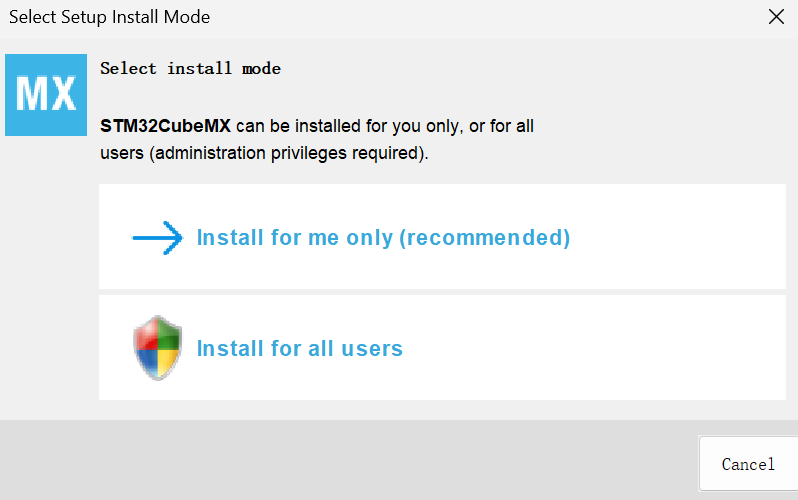 Select Setup Install Mode
MX
Select install mode
STM32CubeMX can be installed for you only, or for all
users (administration privileges required).
Install for me only (recommended)
Install for all users
Cancel